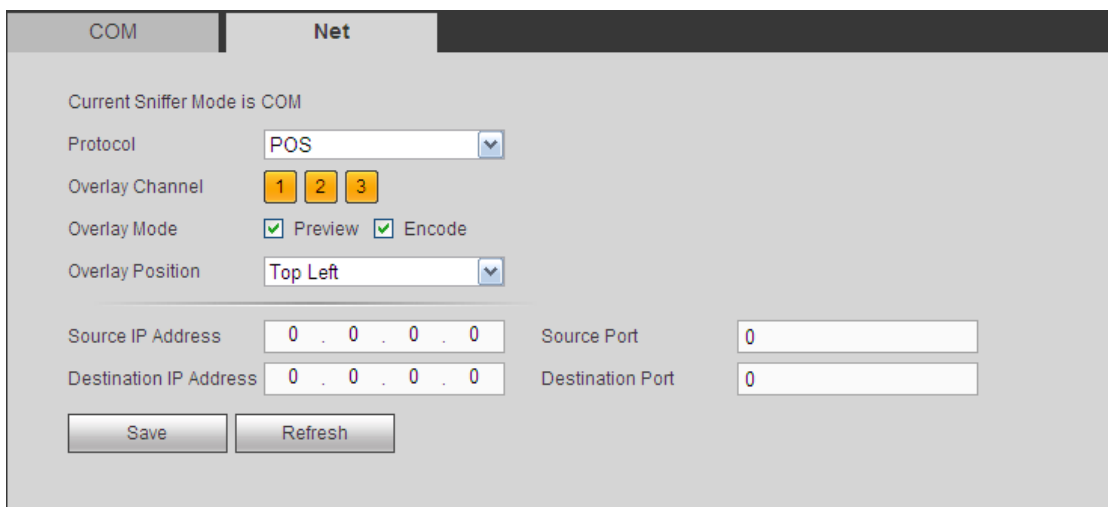 COM Net
Current Sniffer Mode is COM
Protocol POS
Overlay Channel 1 2 3
Overlay Mode Preview Encode
Overlay Position Top Left
Source IP Address 0 . 0 . 0 . 0 Source Port 0
Destination IP Address 0 . 0 . 0 . 0 Destination Port 0
Save Refresh